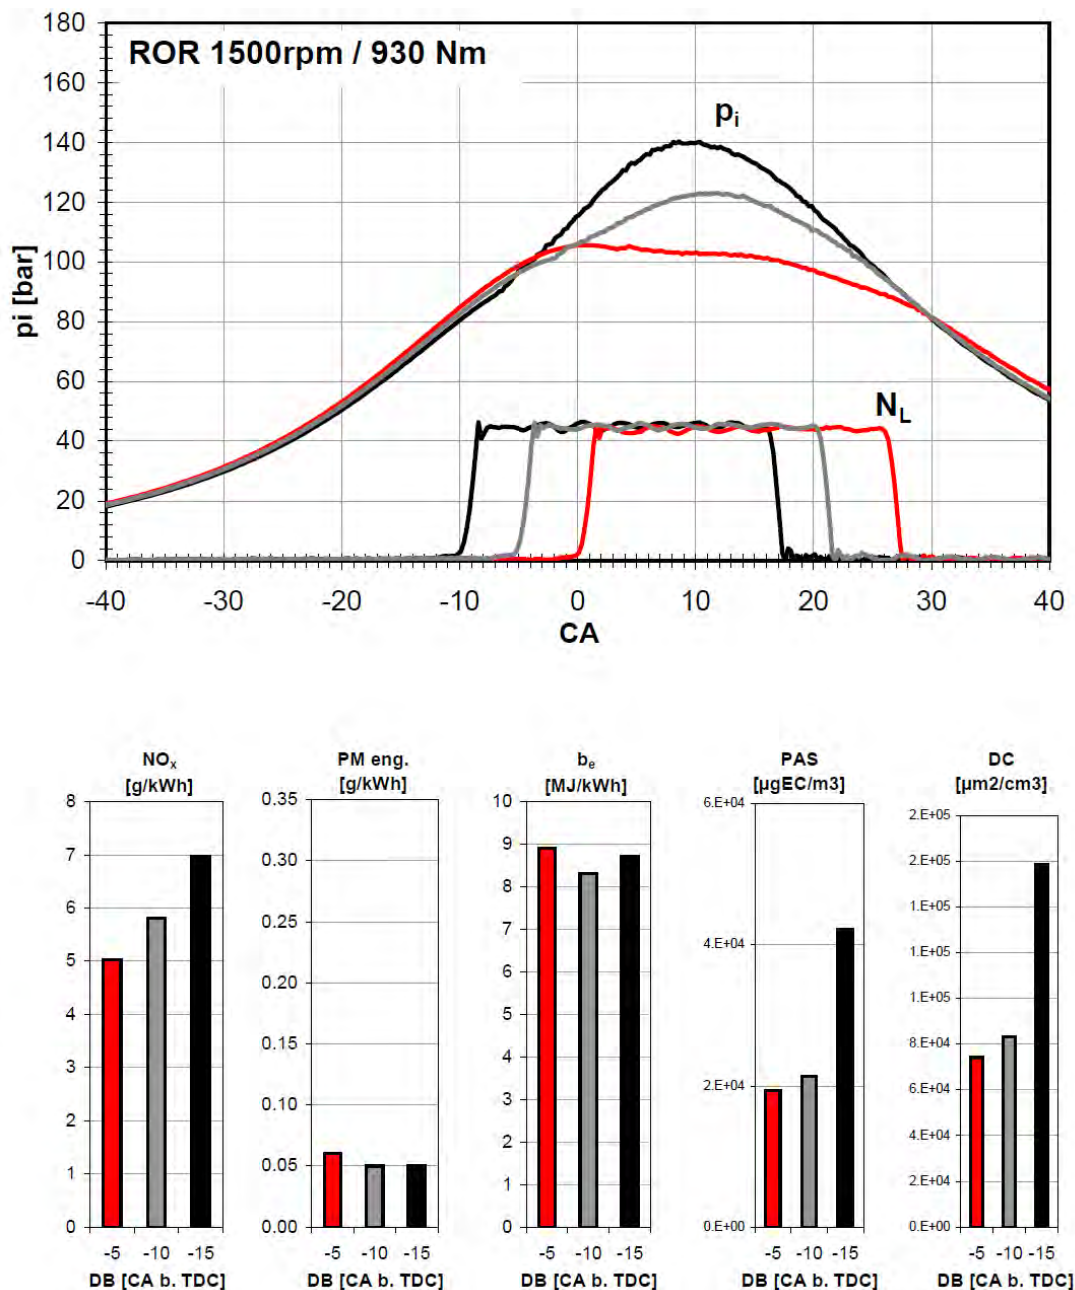 180
ROR 1500rpm / 930 Nm
160
140
120
100
80
60
40
20
0
pi [bar]
pi
NL
-40 -30 -20 -10 0 10 20 30 40
CA
NOx
[g/kWh]
8
7
6
5
4
3
2
1
0
-5 -10 -15
DB [CA b. TDC]
PM eng.
[g/kWh]
0.35
0.30
0.25
0.20
0.15
0.10
0.05
0.00
-5 -10 -15
DB [CA b. TDC]
be
[MJ/kWh]
10
9
8
7
6
5
4
3
2
1
0
-5 -10 -15
DB [CA b. TDC]
PAS
[µgEC/m3]
6.E+04
4.E+04
2.E+04
0.E+00
-5 -10 -15
DB [CA b. TDC]
DC
[µm2/cm3]
2.E+05
2.E+05
1.E+05
1.E+05
1.E+05
8.E+04
6.E+04
4.E+04
2.E+04
0.E+00
-5 -10 -15
DB [CA b. TDC]